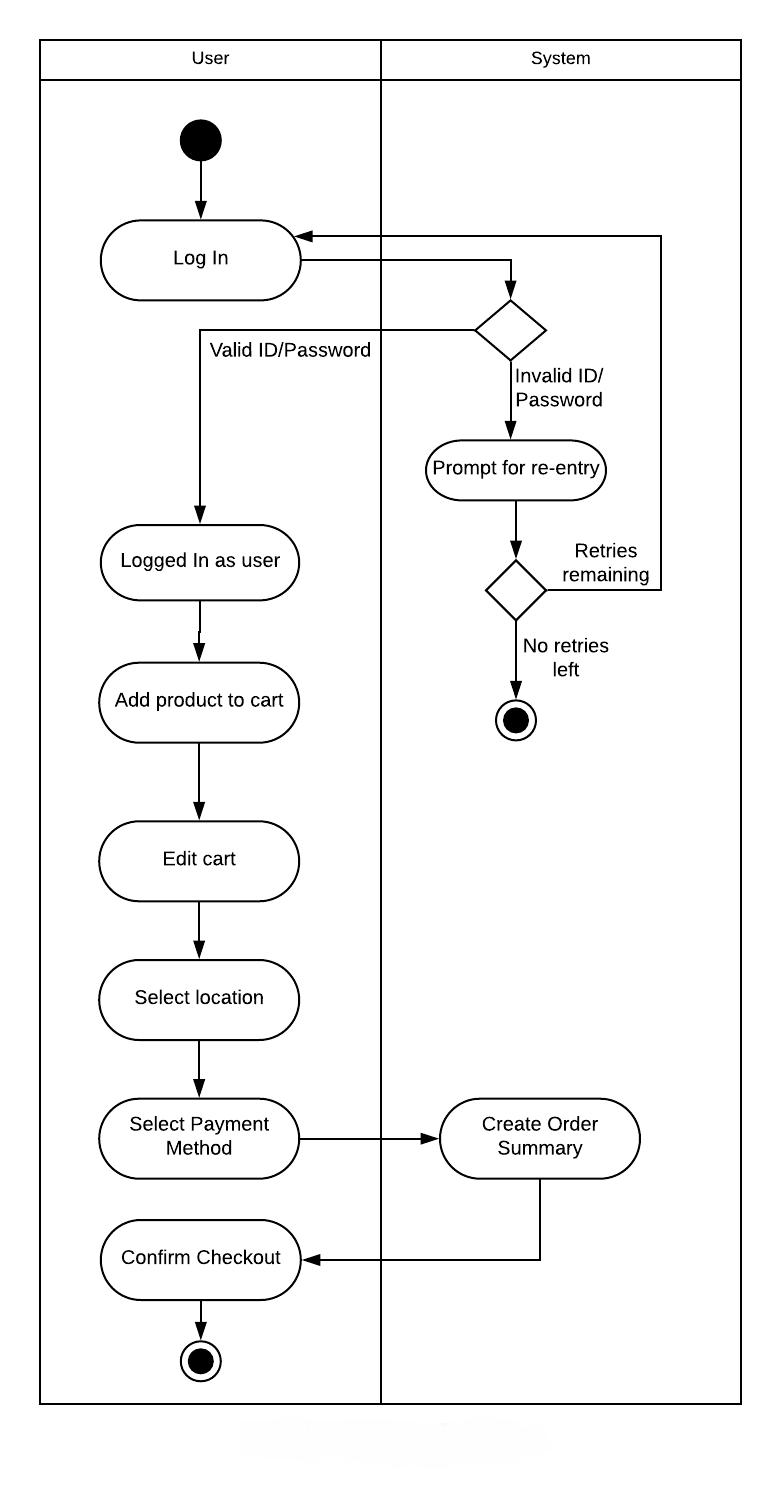 User
System
Log In
Valid ID/Password
Invalid ID/
Password
Prompt for re-entry
Logged In as user
Retries
remaining
No retries
left
Add product to cart
Edit cart
Select location
Select Payment
Method
Create Order
Summary
Confirm Checkout